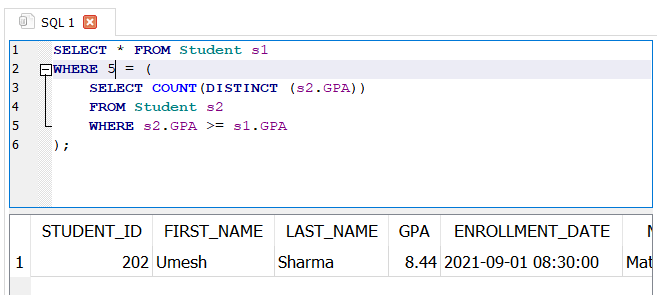 SQL 1
1 SELECT * FROM Student s1
2 WHERE 5 = (
3 SELECT COUNT(DISTINCT (s2.GPA))
4 FROM Student s2
5 WHERE s2.GPA >= s1.GPA
6 );
STUDENT_ID FIRST_NAME LAST_NAME GPA ENROLLMENT_DATE
1 202 Umesh Sharma 8.44 2021-09-01 08:30:00 Mat